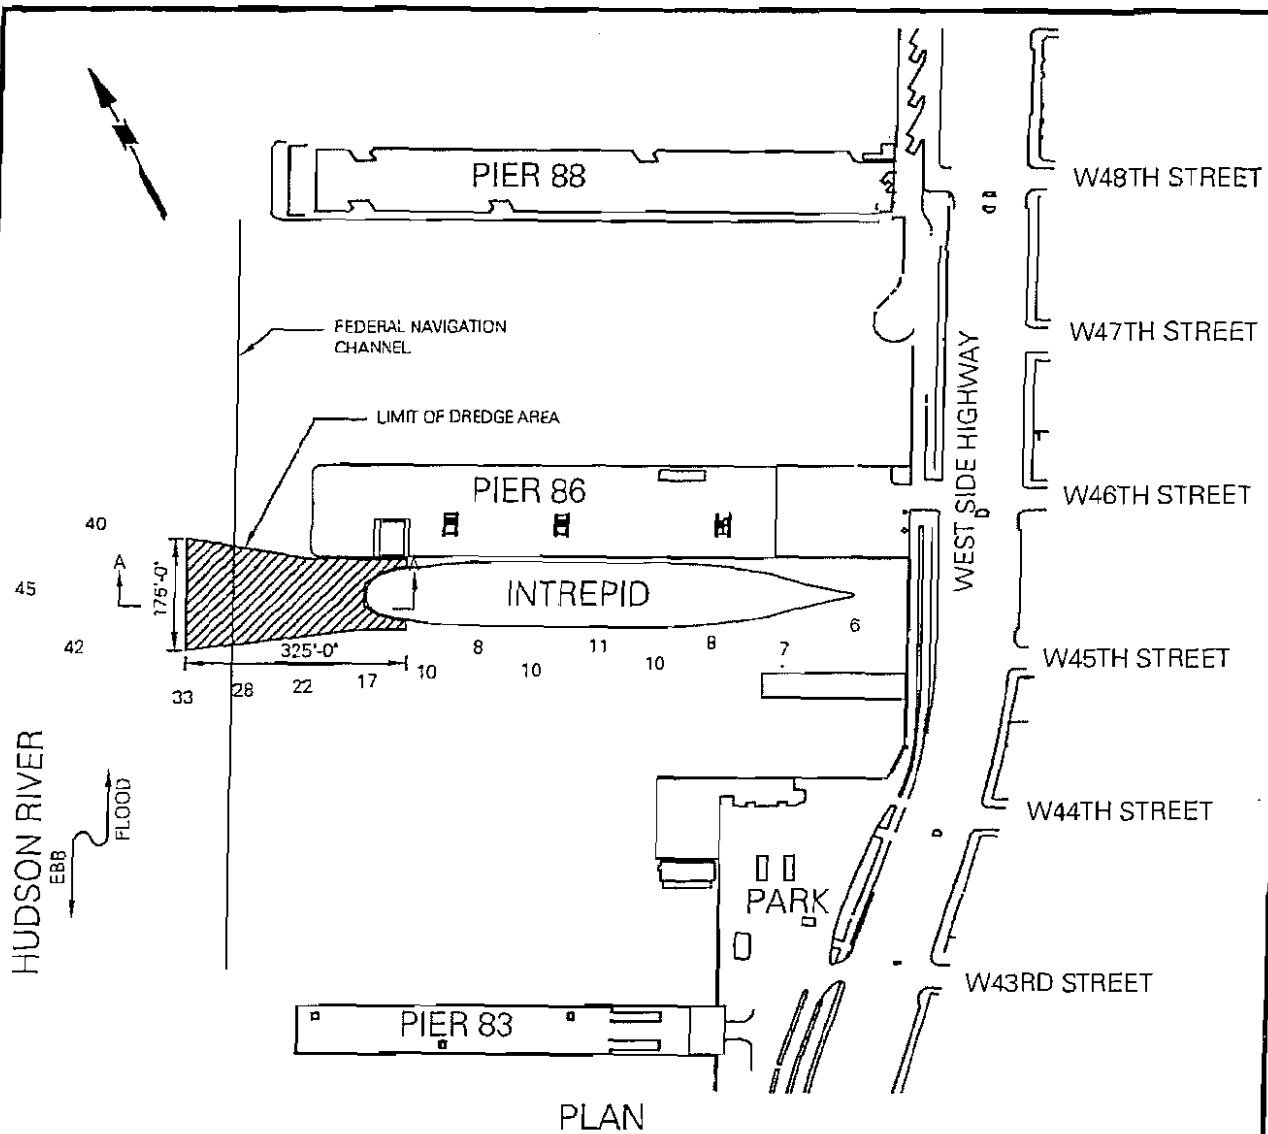 PIER 88
W48TH STREET
FEDERAL NAVIGATION
CHANNEL
W47TH STREET
LIMIT OF DREDGE AREA
WEST SIDE HIGHWAY
PIER 86
W46TH STREET
40
A
A
45
175'-0"
INTREPID
42
325'-0"
10
8
10
11
10
8
7
6
W45TH STREET
33
28
22
17
HUDSON RIVER
EBB
FLOOD
W44TH STREET
PARK
W43RD STREET
PIER 83
PLAN